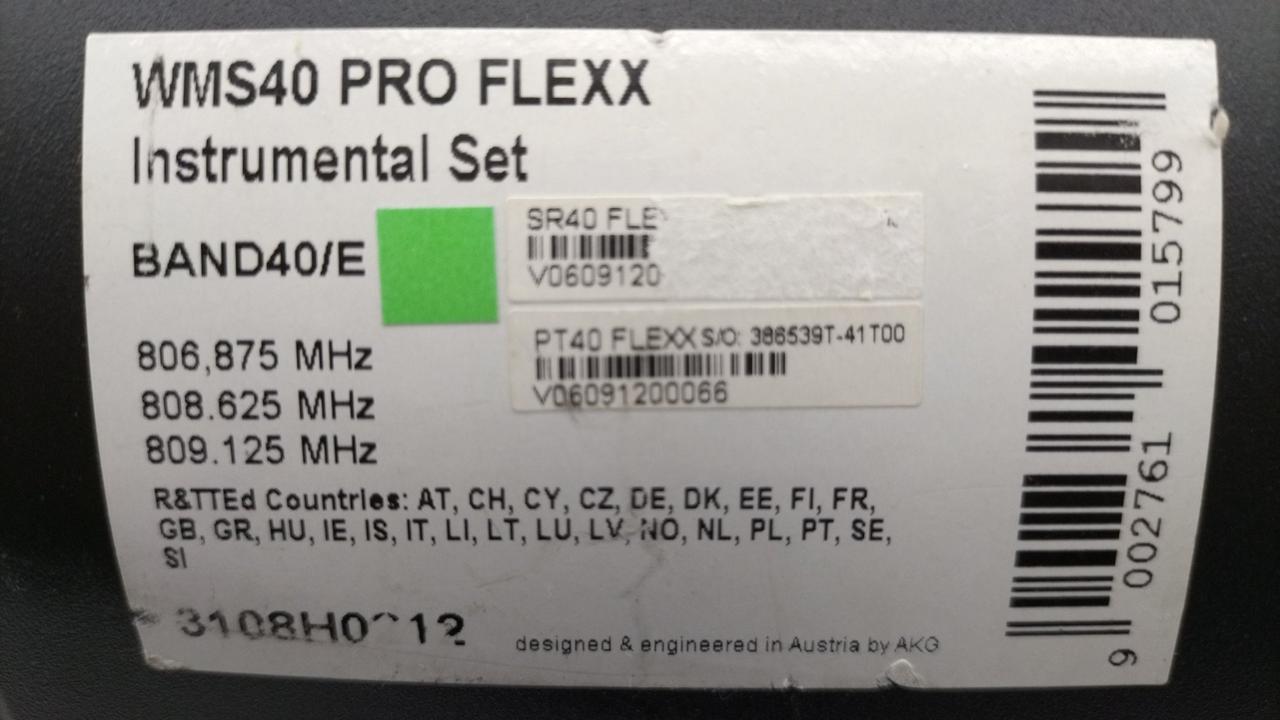 WMS40 PRO FLEXX
Instrumental Set
BAND40/E
SR40 FLE
V0609120
PT40 FLEXX S/O: 386539T-41T00
V06091200066
806,875 MHz
808.625 MHz
809.125 MHz
R&TTEd Countries: AT, CH, CY, CZ, DE, DK, EE, FI, FR,
GB, GR, HU, IE, IS, IT, LI, LT, LU, LV, NO, NL, PL, PT, SE,
SI
designed & engineered in Austria by AKG
9 002761 015799